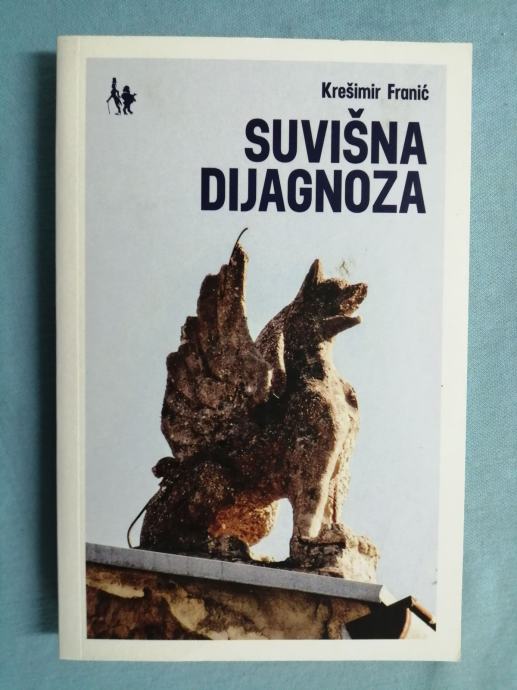 Krešimir Franić
SUVIŠNA
DIJAGNOZA